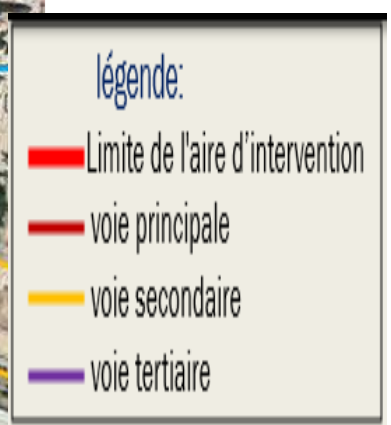 légende:
Limite de l'aire d'intervention
voie principale
voie secondaire
voie tertiaire